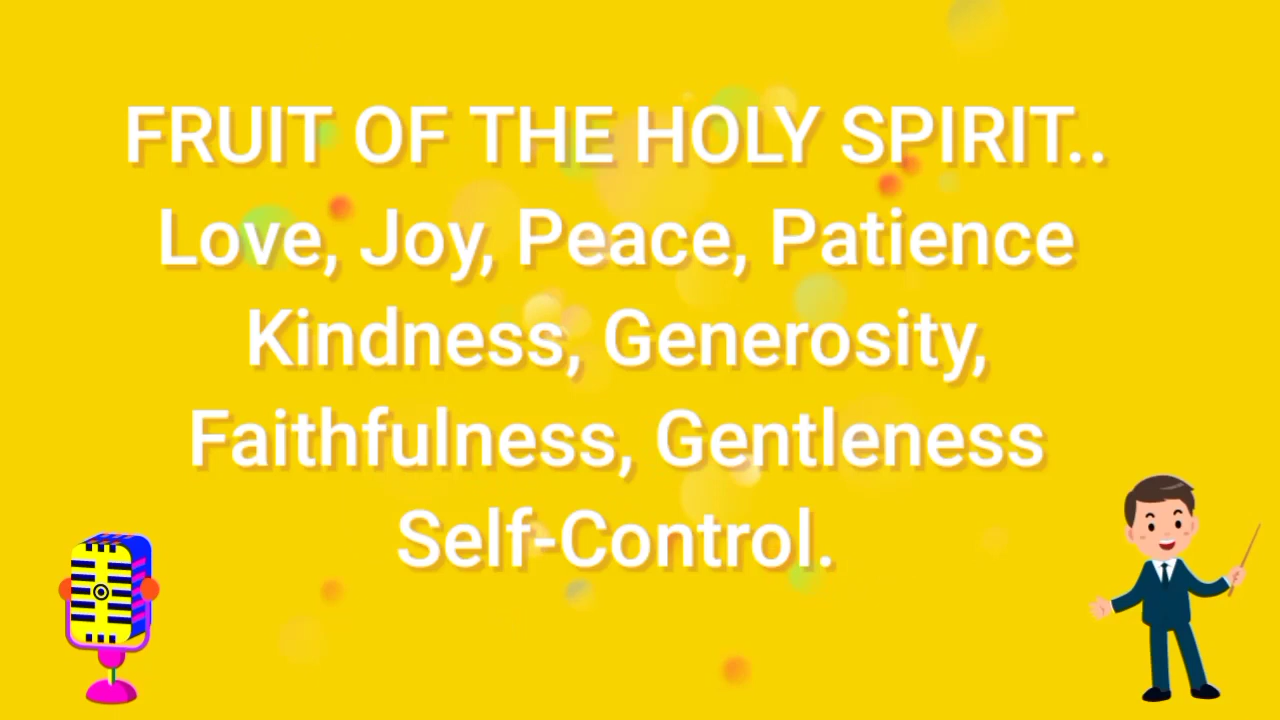 FRUIT OF THE HOLY SPIRIT..
Love, Joy, Peace, Patience
Kindness, Generosity,
Faithfulness, Gentleness
Self-Control.